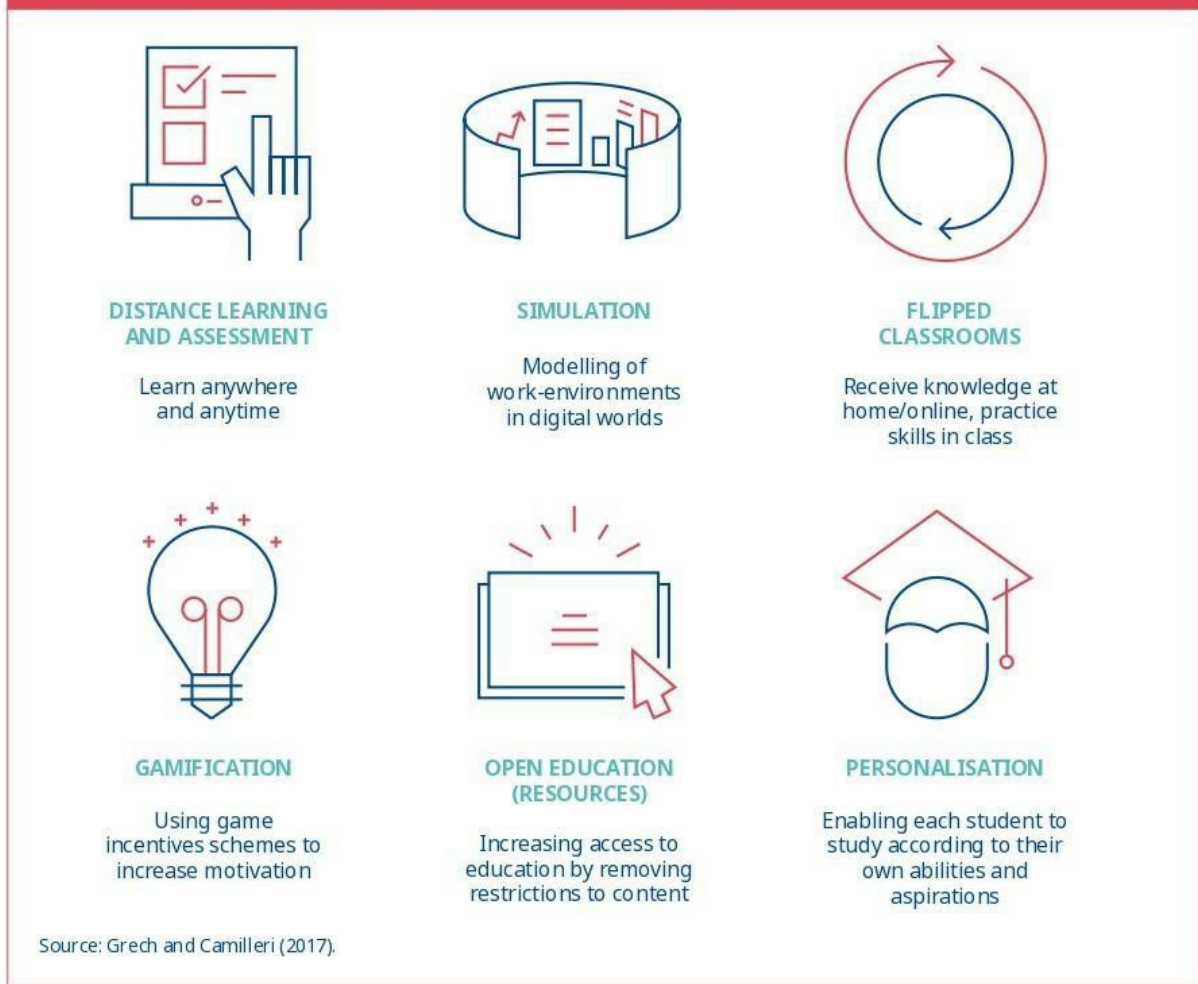 DISTANCE LEARNING
AND ASSESSMENT
Learn anywhere
and anytime
SIMULATION
Modelling of
work-environments
in digital worlds
FLIPPED
CLASSROOMS
Receive knowledge at
home/online, practice
skills in class
GAMIFICATION
Using game
incentives schemes to
increase motivation
OPEN EDUCATION
(RESOURCES)
Increasing access to
education by removing
restrictions to content
PERSONALISATION
Enabling each student to
study according to their
own abilities and
aspirations
Source: Grech and Camilleri (2017).